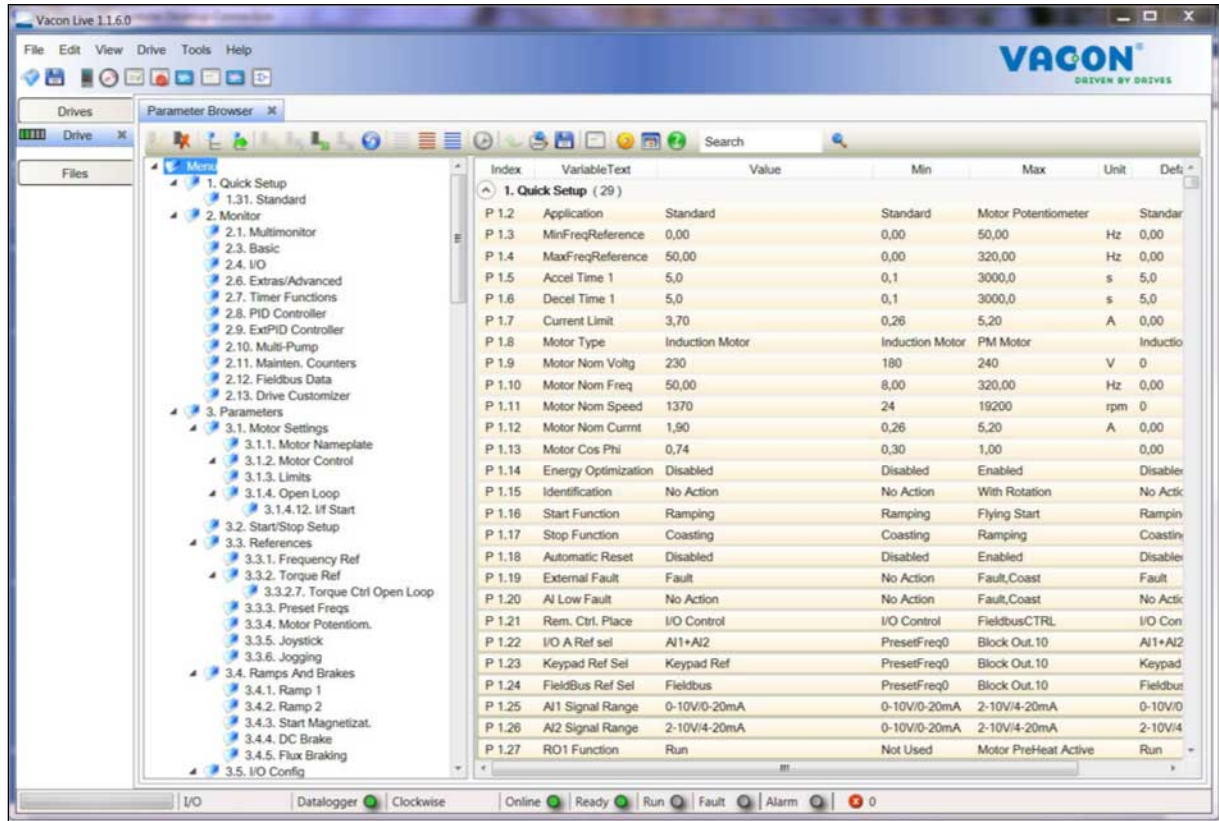 Vacon Live 1.1.6.0
File Edit View Drive Tools Help
VACON®
DRIVEN BY DRIVES
Drives
Drive
Files
Parameter Browser
Search
Menu
1. Quick Setup
1.31. Standard
2. Monitor
2.1. Multimonitor
2.3. Basic
2.4. I/O
2.6. Extras/Advanced
2.7. Timer Functions
2.8. PID Controller
2.9. ExtPID Controller
2.10. Multi-Pump
2.11. Mainten. Counters
2.12. Fieldbus Data
2.13. Drive Customizer
3. Parameters
3.1. Motor Settings
3.1.1. Motor Nameplate
3.1.2. Motor Control
3.1.3. Limits
3.1.4. Open Loop
3.1.4.12. I/f Start
3.2. Start/Stop Setup
3.3. References
3.3.1. Frequency Ref
3.3.2. Torque Ref
3.3.2.7. Torque Ctrl Open Loop
3.3.3. Preset Freqs
3.3.4. Motor Potentiom.
3.3.5. Joystick
3.3.6. Jogging
3.4. Ramps And Brakes
3.4.1. Ramp 1
3.4.2. Ramp 2
3.4.3. Start Magnetizat.
3.4.4. DC Brake
3.4.5. Flux Braking
3.5. I/O Config
Index VariableText Value Min Max Unit Defa
1. Quick Setup (29)
P 1.2 Application Standard Standard Motor Potentiometer Standar
P 1.3 MinFreqReference 0,00 0,00 50,00 Hz 0,00
P 1.4 MaxFreqReference 50,00 0,00 320,00 Hz 0,00
P 1.5 Accel Time 1 5,0 0,1 3000,0 s 5,0
P 1.6 Decel Time 1 5,0 0,1 3000,0 s 5,0
P 1.7 Current Limit 3,70 0,26 5,20 A 0,00
P 1.8 Motor Type Induction Motor Induction Motor PM Motor Inductio
P 1.9 Motor Nom Voltg 230 180 240 V 0
P 1.10 Motor Nom Freq 50,00 8,00 320,00 Hz 0,00
P 1.11 Motor Nom Speed 1370 24 19200 rpm 0
P 1.12 Motor Nom Currnt 1,90 0,26 5,20 A 0,00
P 1.13 Motor Cos Phi 0,74 0,30 1,00 0,00
P 1.14 Energy Optimization Disabled Disabled Enabled Disable
P 1.15 Identification No Action No Action With Rotation No Actic
P 1.16 Start Function Ramping Ramping Flying Start Rampin
P 1.17 Stop Function Coasting Coasting Ramping Coastin
P 1.18 Automatic Reset Disabled Disabled Enabled Disable
P 1.19 External Fault Fault No Action Fault,Coast Fault
P 1.20 AI Low Fault No Action No Action Fault,Coast No Actic
P 1.21 Rem. Ctrl. Place I/O Control I/O Control FieldbusCTRL I/O Con
P 1.22 I/O A Ref sel AI1+AI2 PresetFreq0 Block Out.10 AI1+AI2
P 1.23 Keypad Ref Sel Keypad Ref PresetFreq0 Block Out.10 Keypad
P 1.24 FieldBus Ref Sel Fieldbus PresetFreq0 Block Out.10 Fieldbus
P 1.25 AI1 Signal Range 0-10V/0-20mA 0-10V/0-20mA 2-10V/4-20mA 0-10V/0
P 1.26 AI2 Signal Range 2-10V/4-20mA 0-10V/0-20mA 2-10V/4-20mA 2-10V/4
P 1.27 RO1 Function Run Not Used Motor PreHeat Active Run
I/O Datalogger Clockwise Online Ready Run Fault Alarm 0